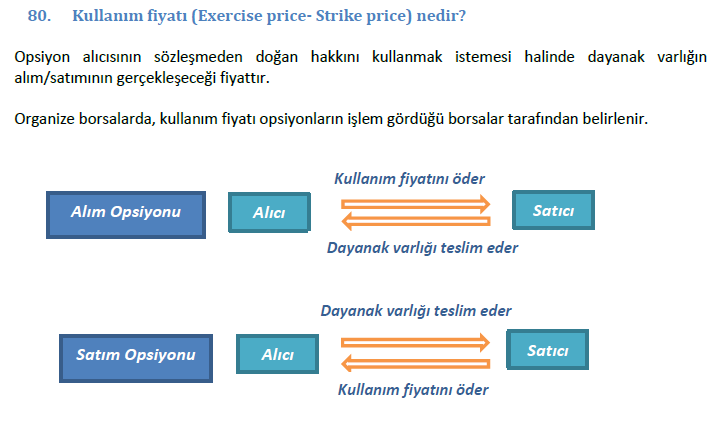 80. Kullanım fiyatı (Exercise price- Strike price) nedir?
Opsiyon alıcısının sözleşmeden doğan hakkını kullanmak istemesi halinde dayanak varlığın
alım/satımının gerçekleşeceği fiyattır.
Organize borsalarda, kullanım fiyatı opsiyonların işlem gördüğü borsalar tarafından belirlenir.
Kullanım fiyatını öder
Alım Opsiyonu
Alıcı
Satıcı
Dayanak varlığı teslim eder
Dayanak varlığı teslim eder
Satım Opsiyonu
Alıcı
Satıcı
Kullanım fiyatını öder